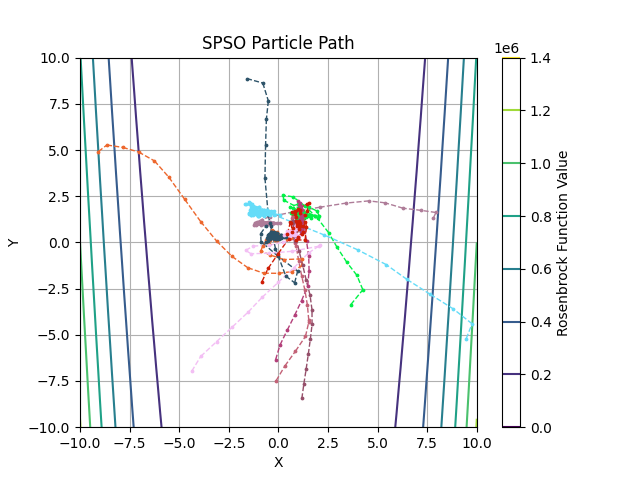 SPSO Particle Path
1e6
10.0
7.5
5.0
2.5
0.0
−2.5
−5.0
−7.5
−10.0
Y
−10.0 −7.5 −5.0 −2.5 0.0 2.5 5.0 7.5 10.0
X
1.4
1.2
1.0
0.8
0.6
0.4
0.2
0.0
Rosenbrock Function Value